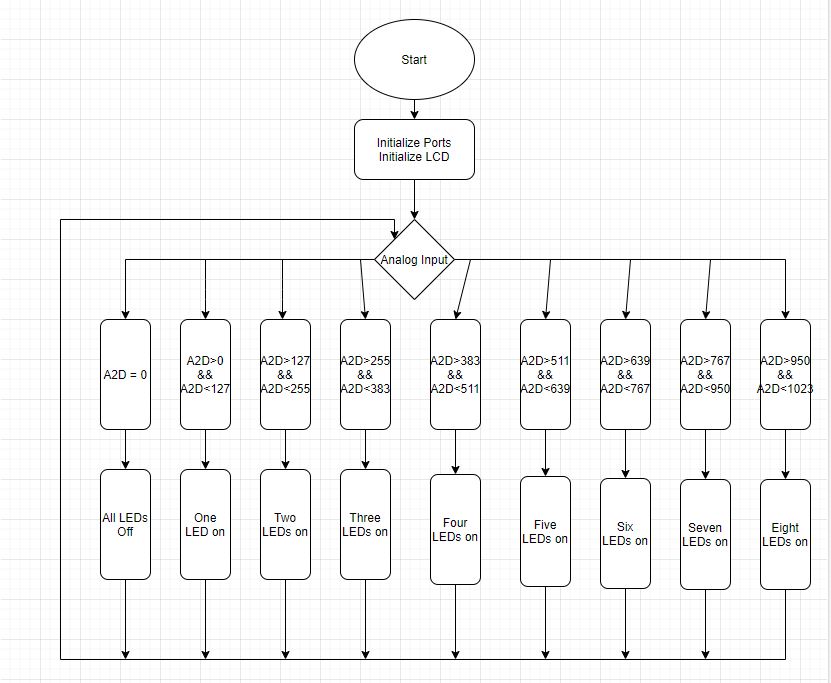 Start
Initialize Ports
Initialize LCD
Analog Input
A2D = 0
A2D>0
&&
A2D<127
A2D>127
&&
A2D<255
A2D>255
&&
A2D<383
A2D>383
&&
A2D<511
A2D>511
&&
A2D<639
A2D>639
&&
A2D<767
A2D>767
&&
A2D<950
A2D>950
&&
A2D<1023
All LEDs
Off
One
LED on
Two
LEDs on
Three
LEDs on
Four
LEDs on
Five
LEDs on
Six
LEDs on
Seven
LEDs on
Eight
LEDs on